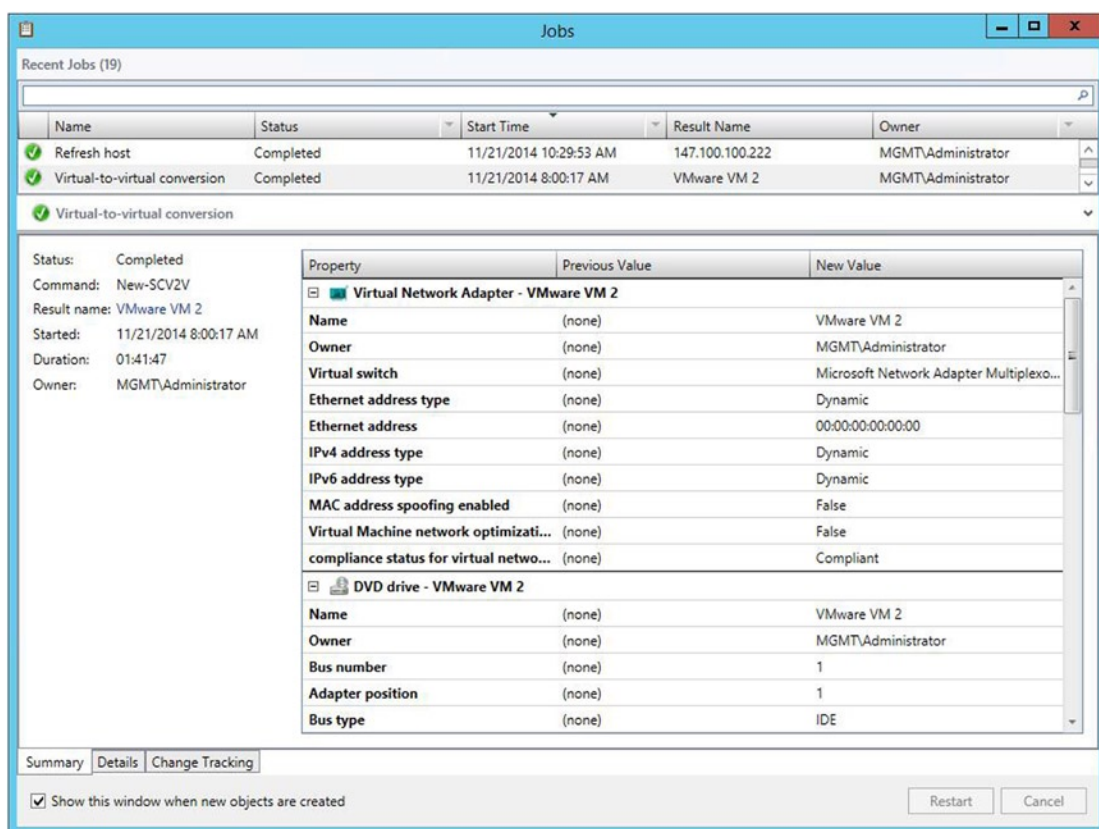 Jobs
Recent Jobs (19)
Name Status Start Time Result Name Owner
Refresh host Completed 11/21/2014 10:29:53 AM 147.100.100.222 MGMT\Administrator
Virtual-to-virtual conversion Completed 11/21/2014 8:00:17 AM VMware VM 2 MGMT\Administrator
Virtual-to-virtual conversion
Status: Completed
Command: New-SCV2V
Result name: VMware VM 2
Started: 11/21/2014 8:00:17 AM
Duration: 01:41:47
Owner: MGMT\Administrator
Property Previous Value New Value
Virtual Network Adapter - VMware VM 2
Name (none) VMware VM 2
Owner (none) MGMT\Administrator
Virtual switch (none) Microsoft Network Adapter Multiplexo...
Ethernet address type (none) Dynamic
Ethernet address (none) 00:00:00:00:00:00
IPv4 address type (none) Dynamic
IPv6 address type (none) Dynamic
MAC address spoofing enabled (none) False
Virtual Machine network optimizati... (none) False
compliance status for virtual netwo... (none) Compliant
DVD drive - VMware VM 2
Name (none) VMware VM 2
Owner (none) MGMT\Administrator
Bus number (none) 1
Adapter position (none) 1
Bus type (none) IDE
Summary Details Change Tracking
Show this window when new objects are created
Restart Cancel